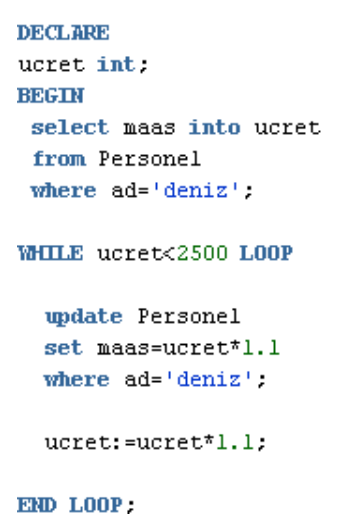 DECLARE
ucret int;
BEGIN
select maas into ucret
from Personel
where ad='deniz';
WHILE ucret<2500 LOOP
update Personel
set maas=ucret*1.1
where ad='deniz';
ucret:=ucret*1.1;
END LOOP;